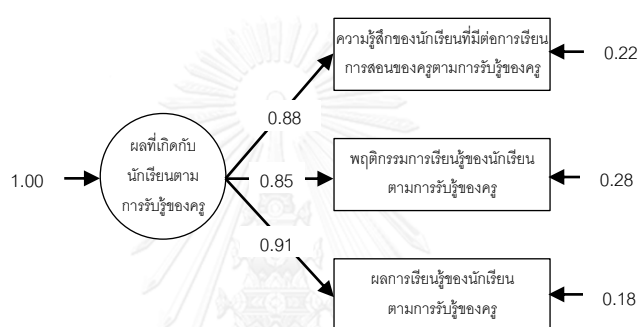 ความรู้สึกของนักเรียนที่มีต่อการเรียน
การสอนของครูตามการรับรู้ของครู
0.22
0.88
ผลที่เกิดกับ
นักเรียนตาม
การรับรู้ของครู
1.00
0.85
พฤติกรรมการเรียนรู้ของนักเรียน
ตามการรับรู้ของครู
0.28
0.91
ผลการเรียนรู้ของนักเรียน
ตามการรับรู้ของครู
0.18